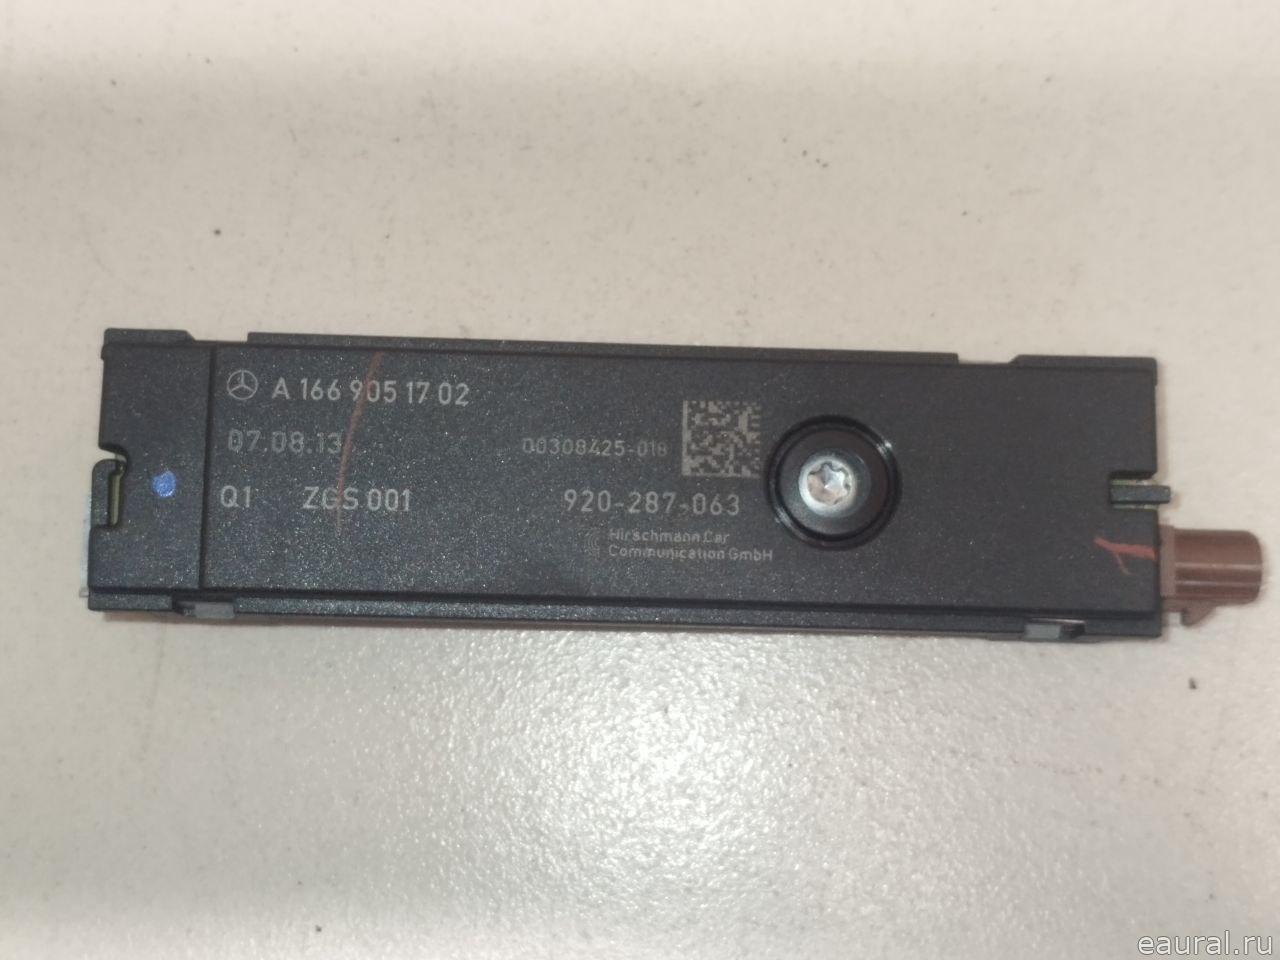 A 166 905 17 02
07.08.13
00308425-018
Q1 ZGS 001
920-287-063
Hirschmann Car
Communication GmbH
1
eaural.ru